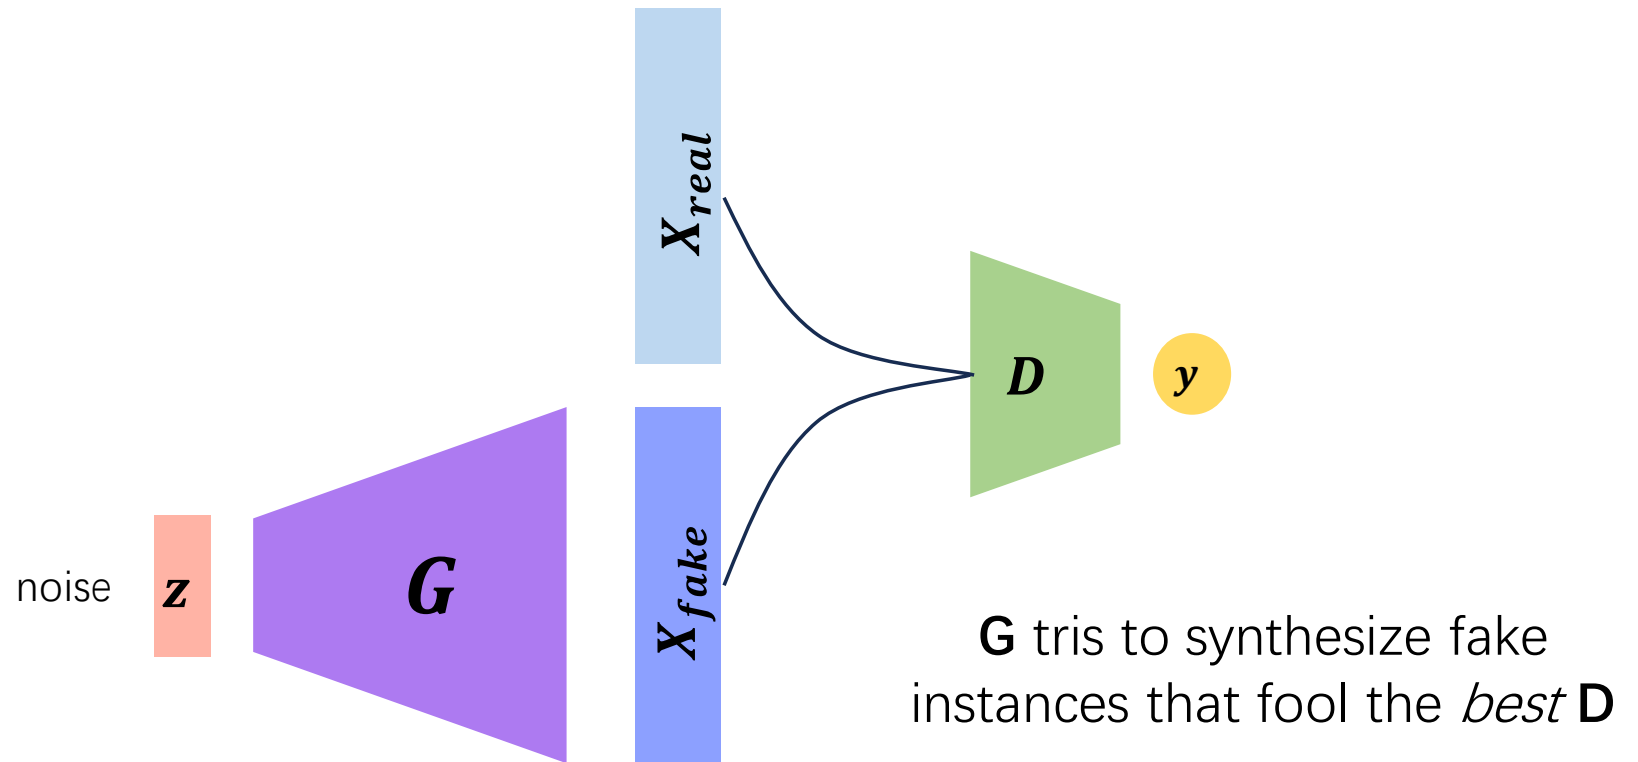 X_real
D
y
noise
z
G
X_fake
G tris to synthesize fake
instances that fool the best D